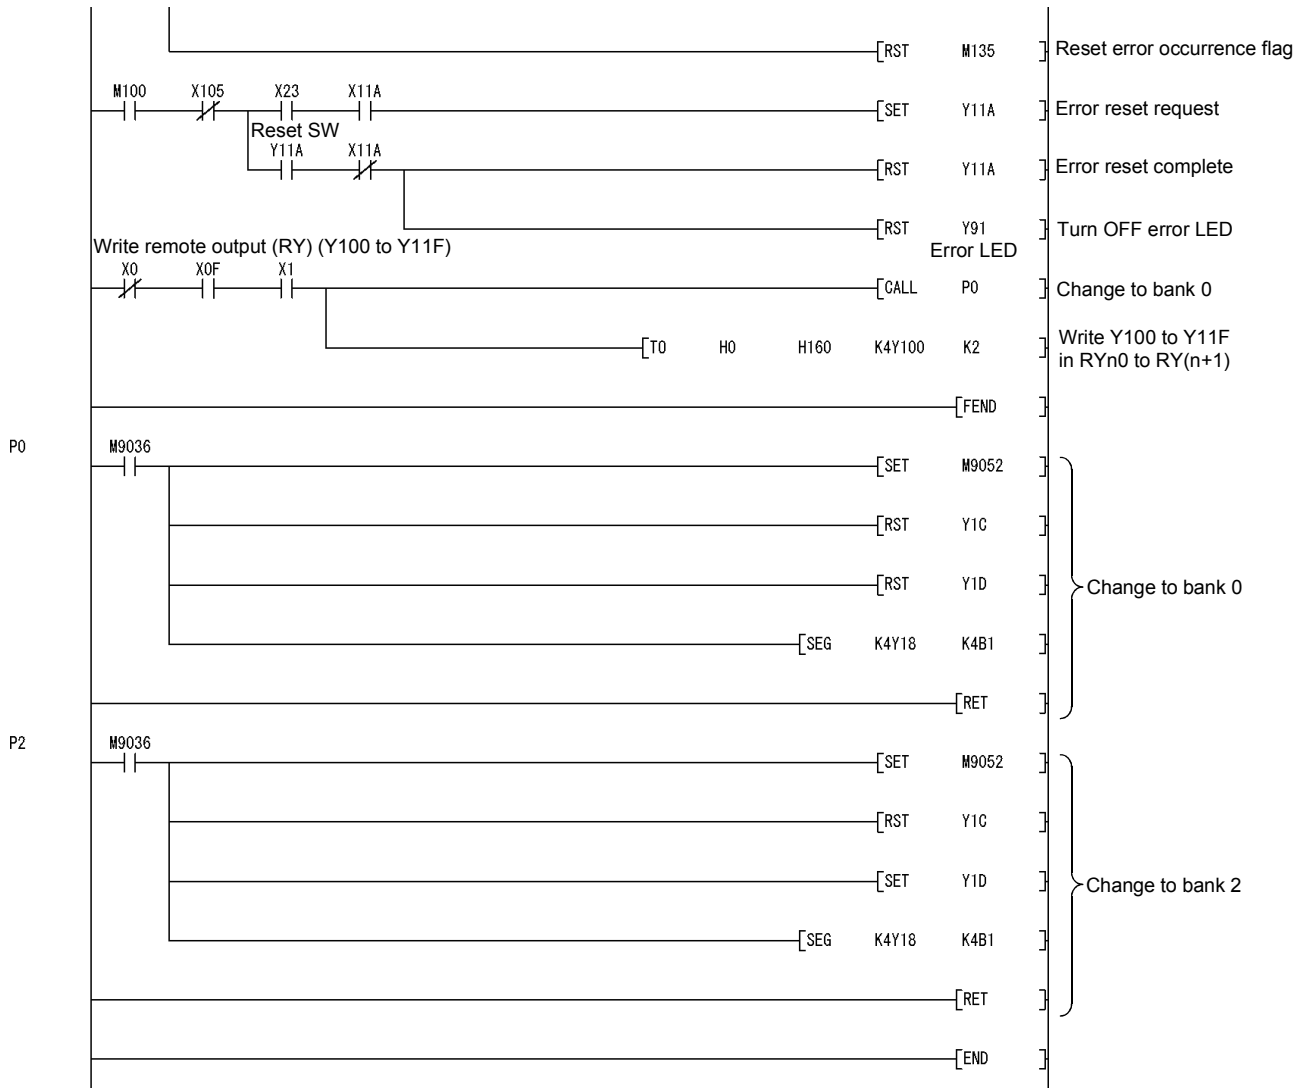 [RST M135] Reset error occurrence flag
M100 X105 X23 X11A
[SET Y11A] Error reset request
Reset SW
Y11A X11A
[RST Y11A] Error reset complete
[RST Y91] Turn OFF error LED
Error LED
Write remote output (RY) (Y100 to Y11F)
X0 X0F X1
[CALL P0] Change to bank 0
[TO H0 H160 K4Y100 K2] Write Y100 to Y11F
in RYn0 to RY(n+1)
[FEND]
P0 M9036
[SET M9052]
[RST Y1C]
[RST Y1D]
Change to bank 0
[SEG K4Y18 K4B1]
[RET]
P2 M9036
[SET M9052]
[RST Y1C]
[SET Y1D]
Change to bank 2
[SEG K4Y18 K4B1]
[RET]
[END]